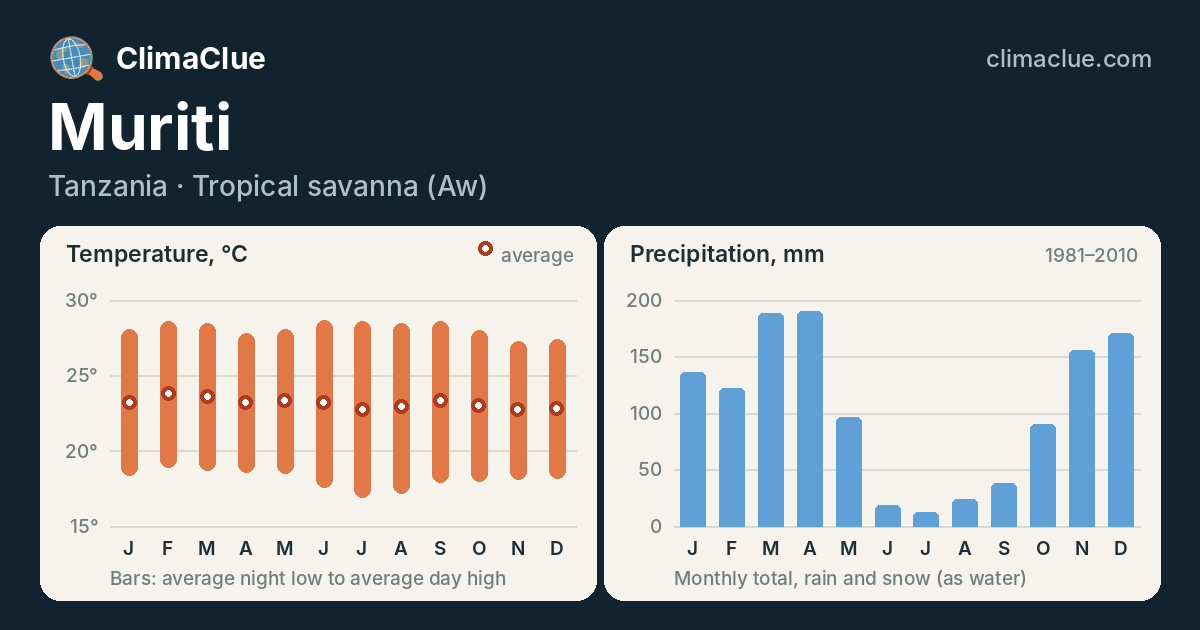 ClimaClue
climaclue.com
Muriti
Tanzania · Tropical savanna (Aw)
Temperature, °C
average
30°
25°
20°
15°
J F M A M J J A S O N D
Bars: average night low to average day high
Precipitation, mm
1981–2010
200
150
100
50
0
J F M A M J J A S O N D
Monthly total, rain and snow (as water)